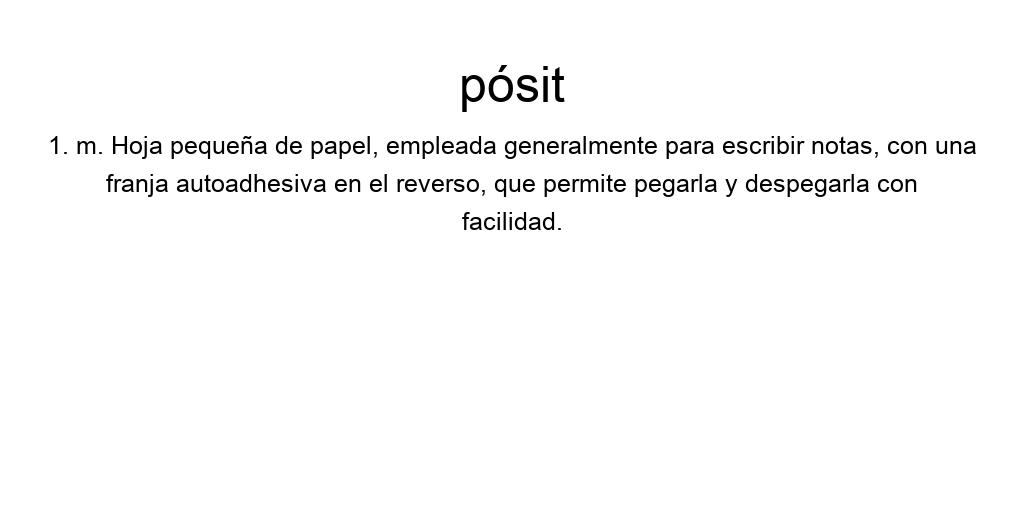 pósit
1. m. Hoja pequeña de papel, empleada generalmente para escribir notas, con una
franja autoadhesiva en el reverso, que permite pegarla y despegarla con
facilidad.